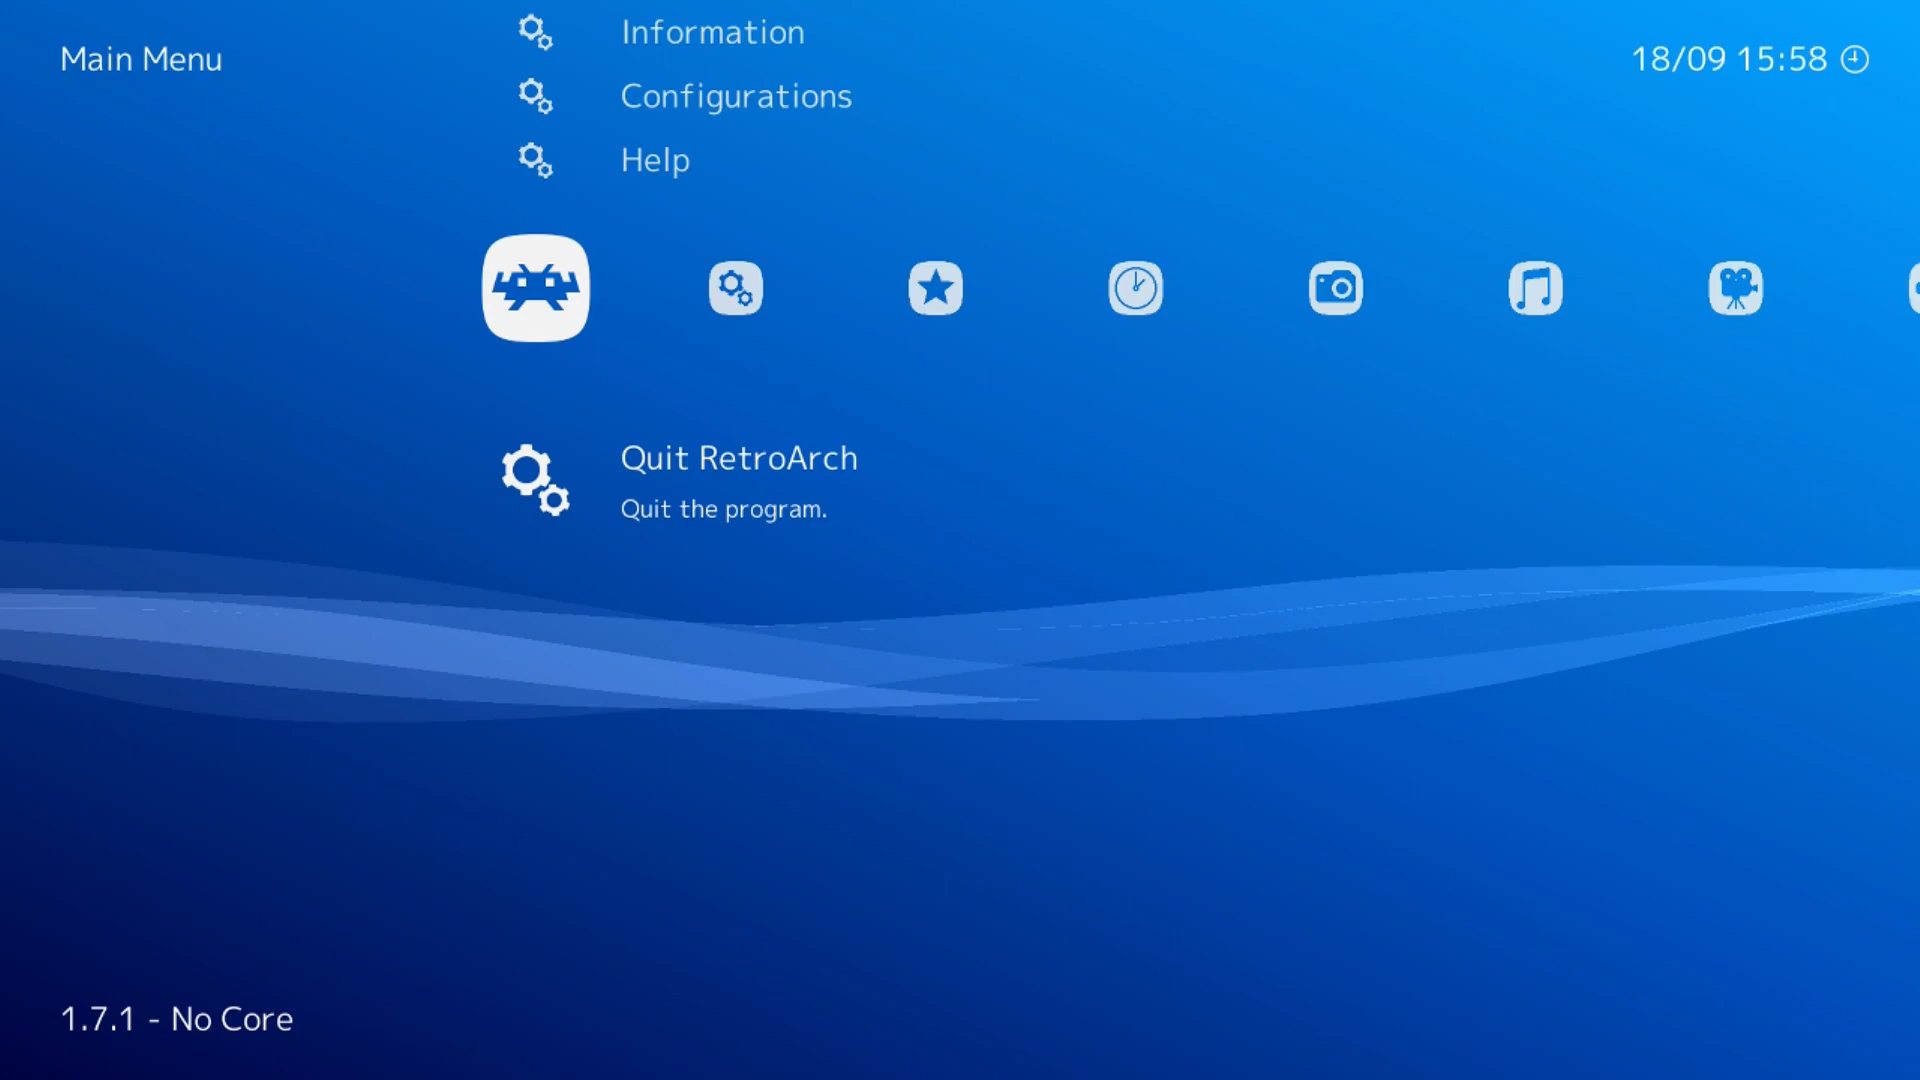 Main Menu
18/09 15:58
Information
Configurations
Help
Quit RetroArch
Quit the program.
1.7.1 - No Core